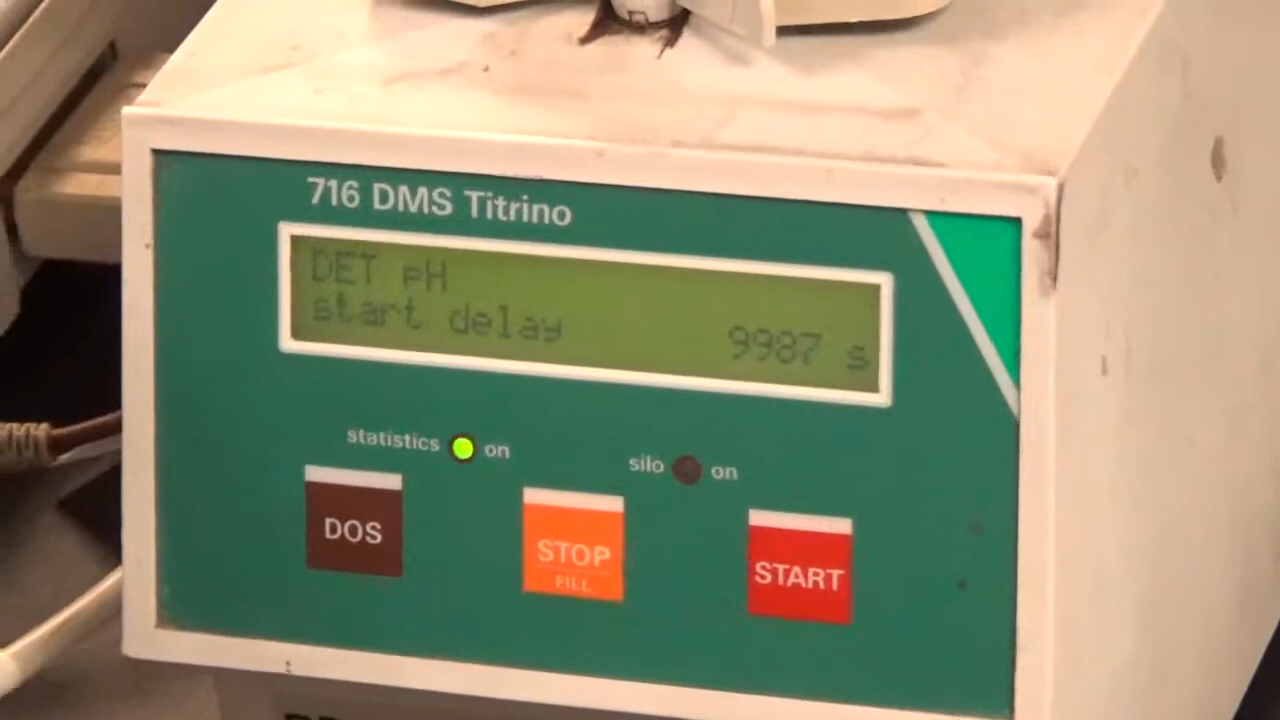 716 DMS Titrino
DET pH
start delay 9987 s
statistics on
silo on
DOS
STOP
FILL
START